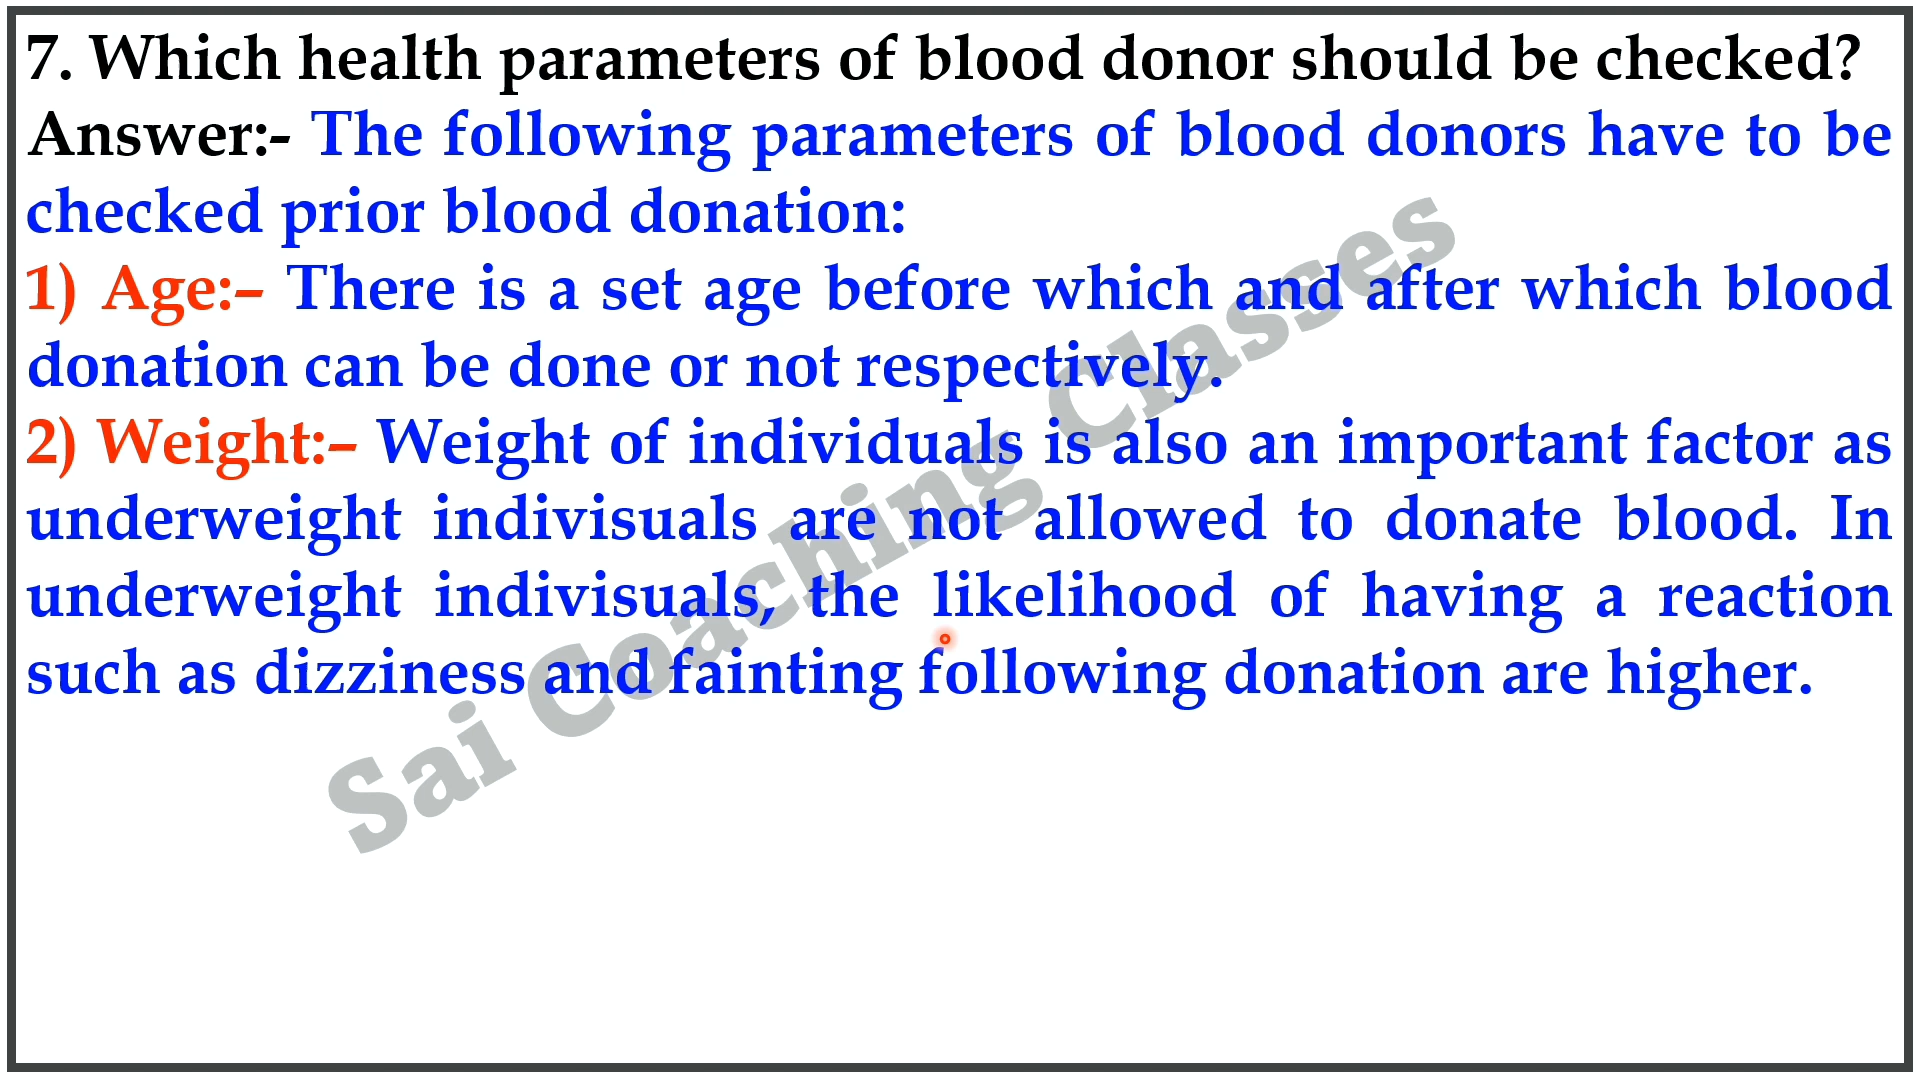 7. Which health parameters of blood donor should be checked?
Answer:- The following parameters of blood donors have to be
checked prior blood donation:
1) Age:– There is a set age before which and after which blood
donation can be done or not respectively.
2) Weight:– Weight of individuals is also an important factor as
underweight indivisuals are not allowed to donate blood. In
underweight indivisuals, the likelihood of having a reaction
such as dizziness and fainting following donation are higher.
Sai Coaching Classes